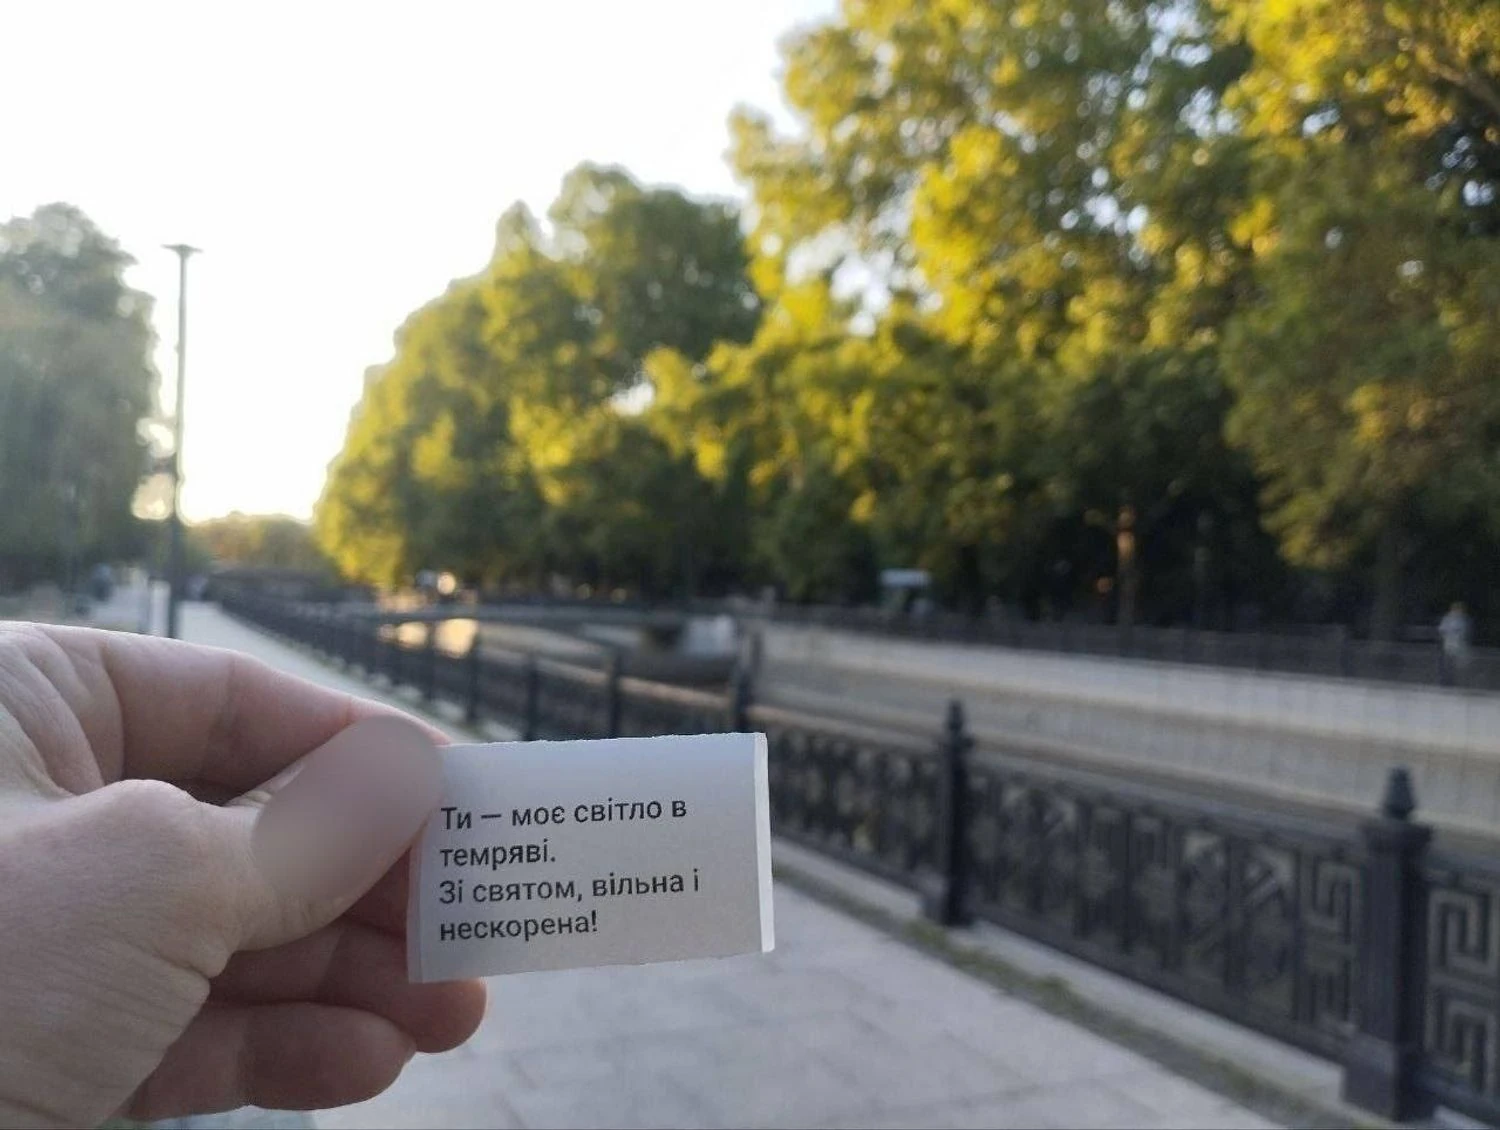 Ти — моє світло в
темряві.
Зі святом, вільна і
нескорена!